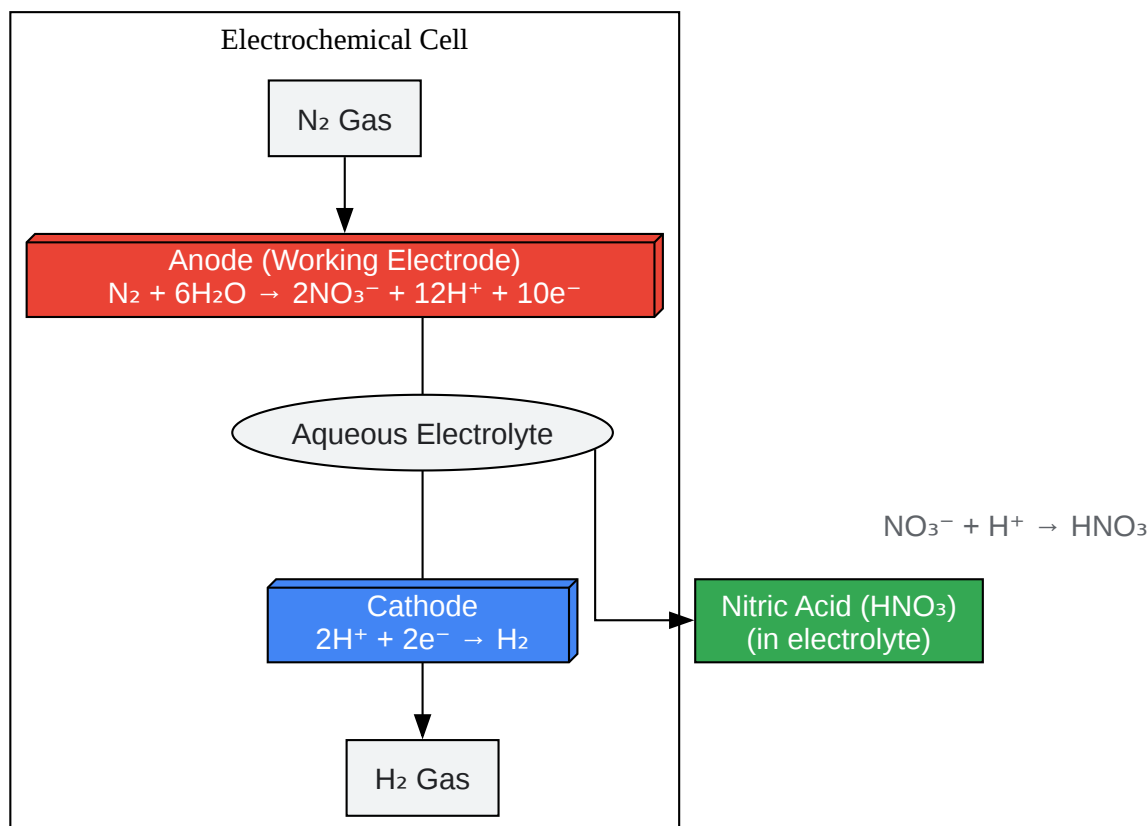 Electrochemical Cell
N₂ Gas
Anode (Working Electrode)
N₂ + 6H₂O → 2NO₃⁻ + 12H⁺ + 10e⁻
Aqueous Electrolyte
NO₃⁻ + H⁺ → HNO₃
Cathode
2H⁺ + 2e⁻ → H₂
Nitric Acid (HNO₃)
(in electrolyte)
H₂ Gas